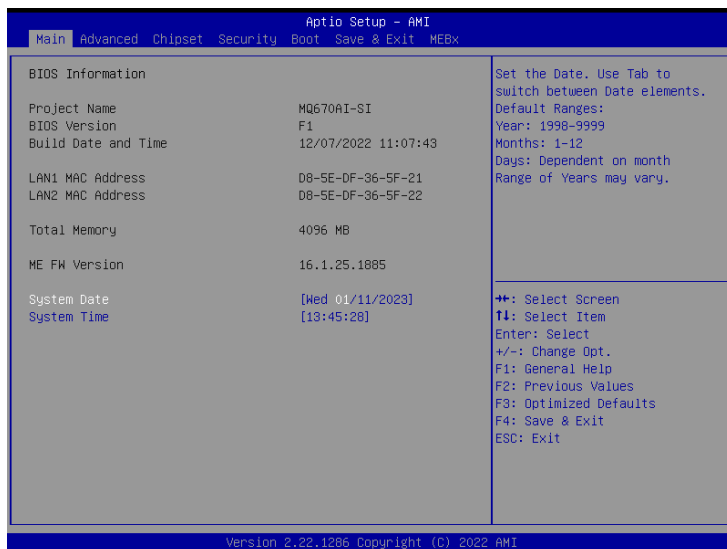 Aptio Setup – AMI
Main Advanced Chipset Security Boot Save & Exit MEBx
BIOS Information
Project Name MQ670AI-SI
BIOS Version F1
Build Date and Time 12/07/2022 11:07:43
LAN1 MAC Address D8-5E-DF-36-5F-21
LAN2 MAC Address D8-5E-DF-36-5F-22
Total Memory 4096 MB
ME FW Version 16.1.25.1885
System Date [Wed 01/11/2023]
System Time [13:45:28]
Set the Date. Use Tab to
switch between Date elements.
Default Ranges:
Year: 1998-9999
Months: 1-12
Days: Dependent on month
Range of Years may vary.
→←: Select Screen
↑↓: Select Item
Enter: Select
+/-: Change Opt.
F1: General Help
F2: Previous Values
F3: Optimized Defaults
F4: Save & Exit
ESC: Exit
Version 2.22.1286 Copyright (C) 2022 AMI